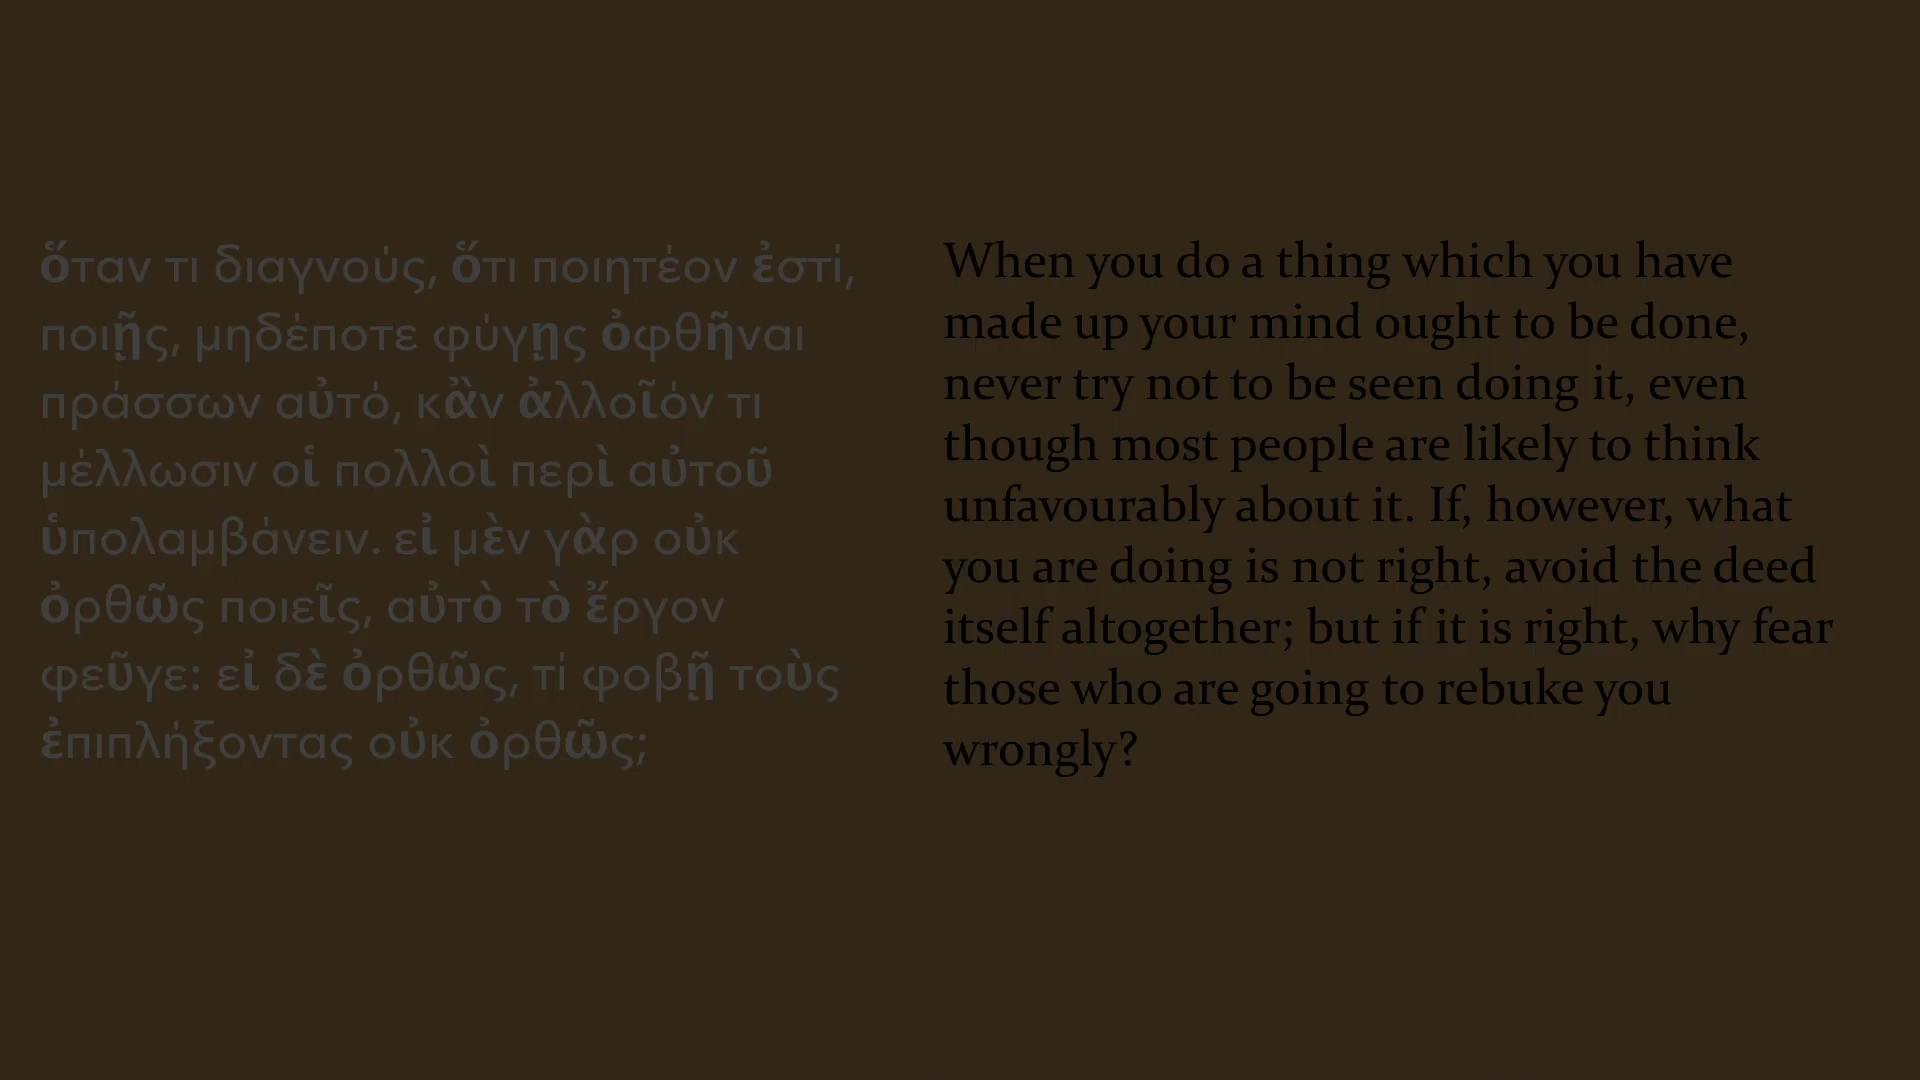 ὅταν τι διαγνούς, ὅτι ποιητέον ἐστί,
ποιῇς, μηδέποτε φύγῃς ὀφθῆναι
πράσσων αὐτό, κἂν ἀλλοῖόν τι
μέλλωσιν οἱ πολλοὶ περὶ αὐτοῦ
ὑπολαμβάνειν. εἰ μὲν γὰρ οὐκ
ὀρθῶς ποιεῖς, αὐτὸ τὸ ἔργον
φεῦγε: εἰ δὲ ὀρθῶς, τί φοβῇ τοὺς
ἐπιπλήξοντας οὐκ ὀρθῶς;
When you do a thing which you have
made up your mind ought to be done,
never try not to be seen doing it, even
though most people are likely to think
unfavourably about it. If, however, what
you are doing is not right, avoid the deed
itself altogether; but if it is right, why fear
those who are going to rebuke you
wrongly?